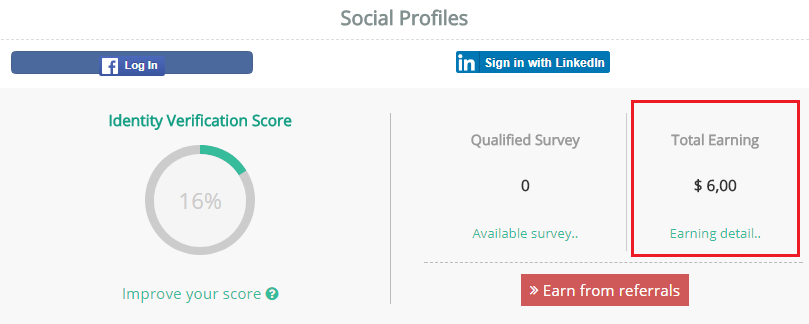 Social Profiles
Log In
Sign in with LinkedIn
Identity Verification Score
16%
Improve your score
Qualified Survey
0
Available survey..
Total Earning
$ 6,00
Earning detail..
» Earn from referrals